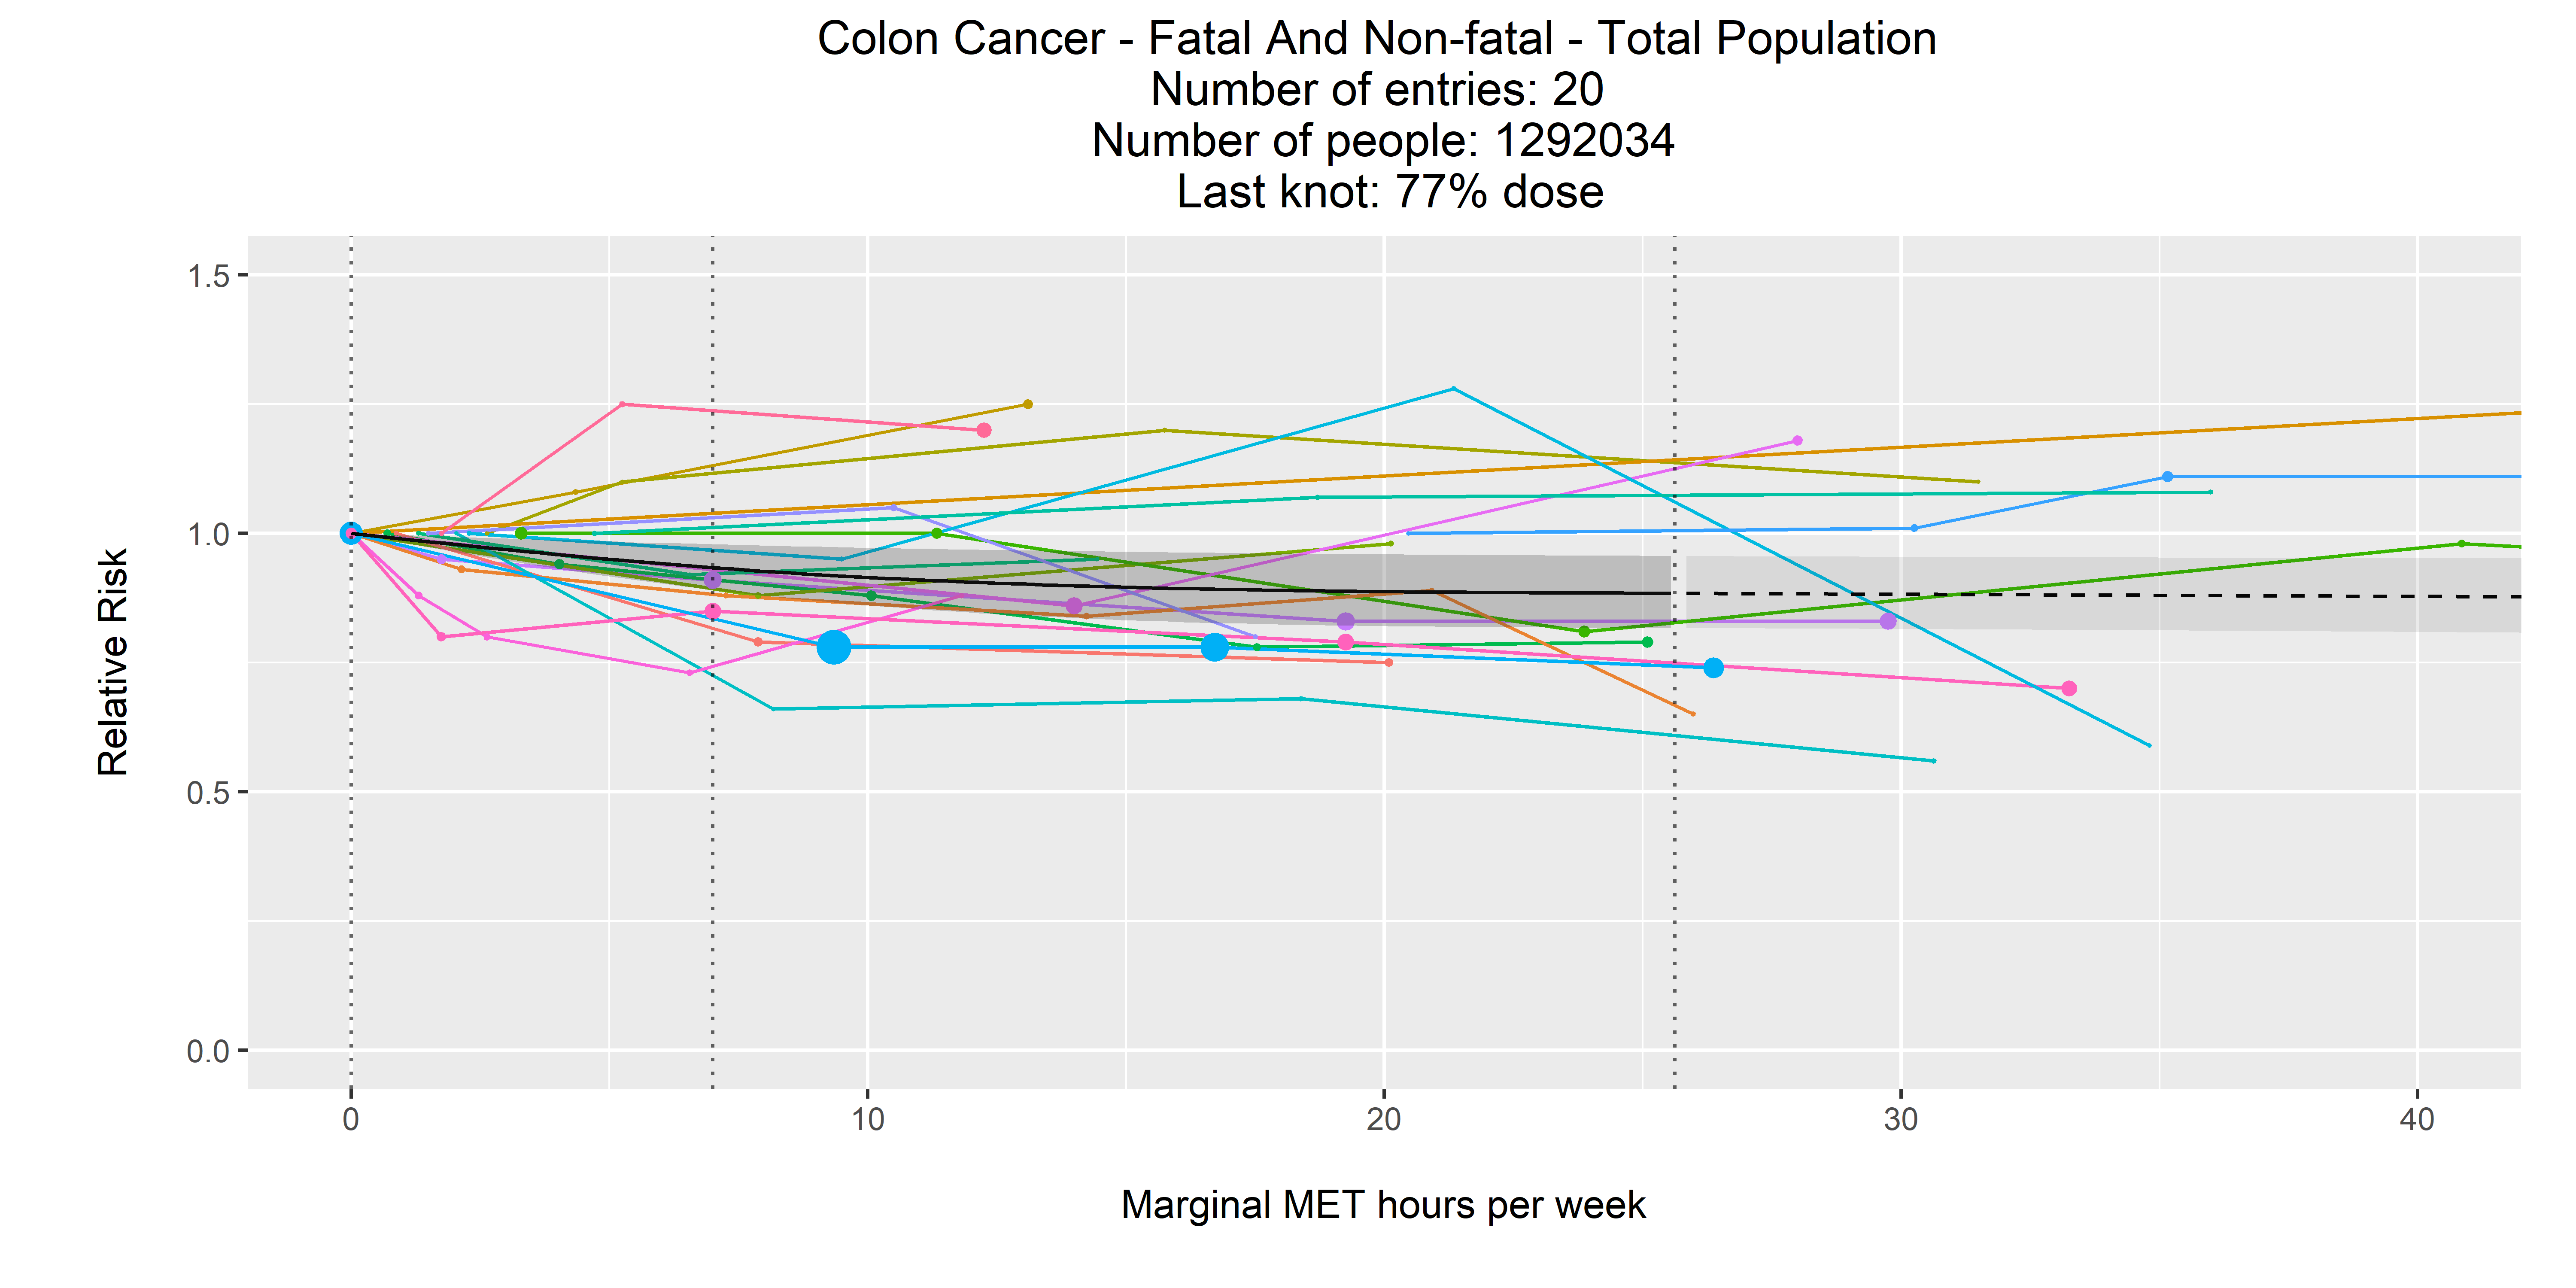 Colon Cancer - Fatal And Non-fatal - Total Population
Number of entries: 20
Number of people: 1292034
Last knot: 77% dose
1.5
1.0
0.5
0.0
Relative Risk
0 10 20 30 40
Marginal MET hours per week